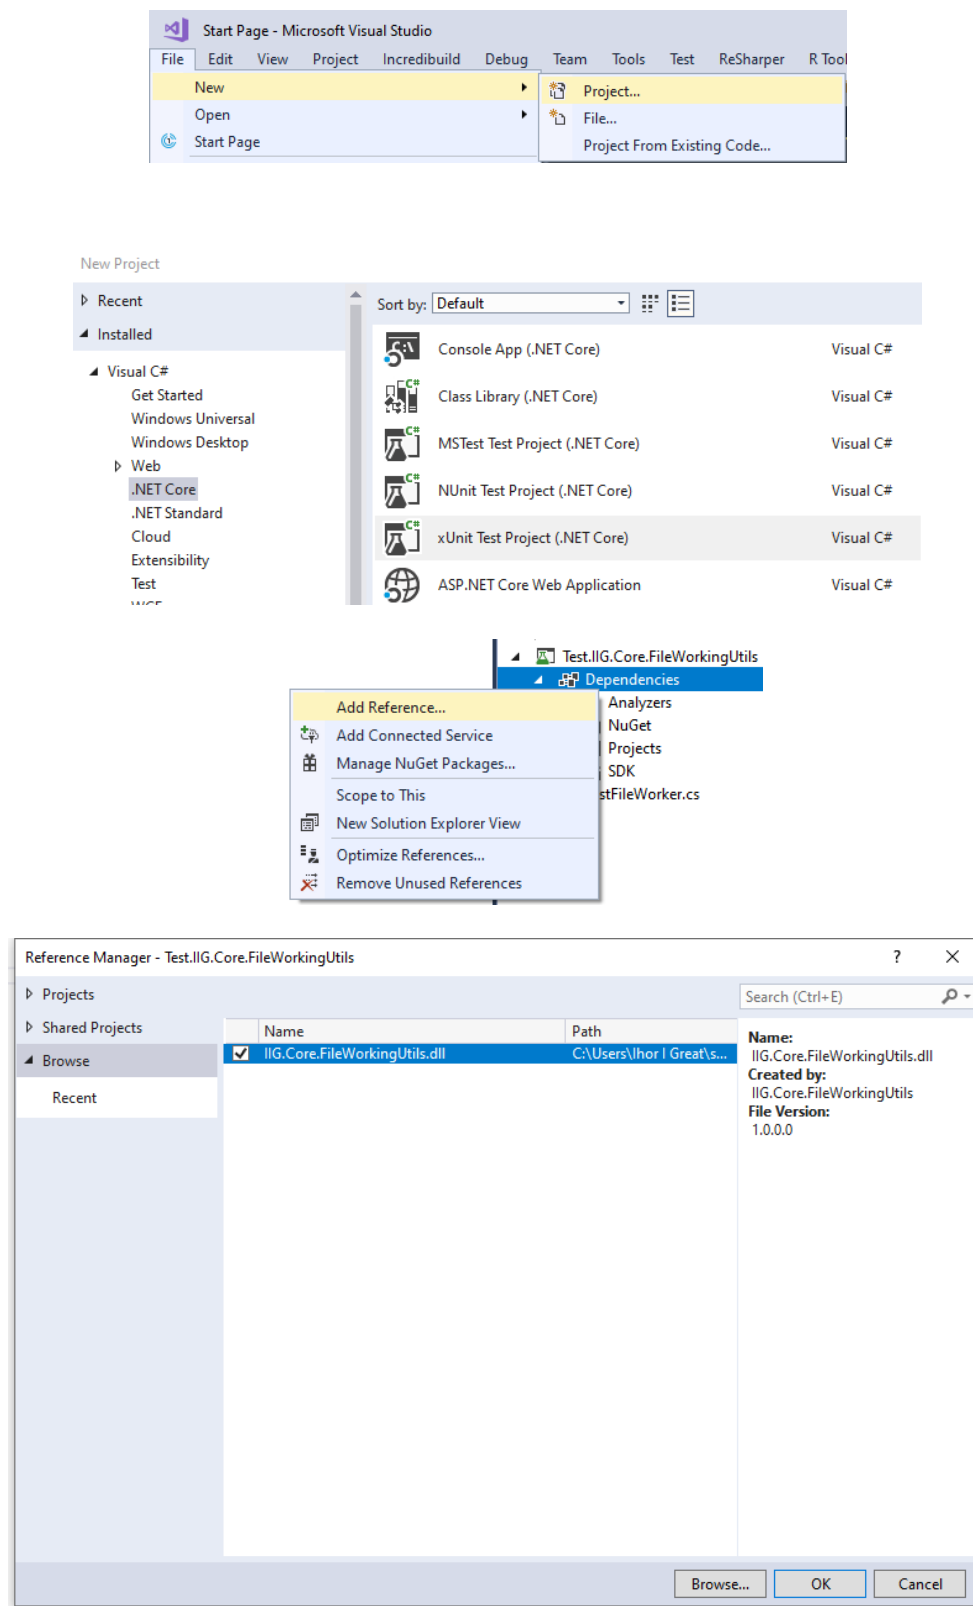 Start Page - Microsoft Visual Studio
File Edit View Project Incredibuild Debug Team Tools Test ReSharper R Tool
New Project...
Open File...
Start Page Project From Existing Code...
New Project
Recent
Sort by: Default
Installed
Console App (.NET Core) Visual C#
Visual C#
Get Started
Class Library (.NET Core) Visual C#
Windows Universal
Windows Desktop
MSTest Test Project (.NET Core) Visual C#
Web
.NET Core
NUnit Test Project (.NET Core) Visual C#
.NET Standard
Cloud
xUnit Test Project (.NET Core) Visual C#
Extensibility
Test
ASP.NET Core Web Application Visual C#
Test.IIG.Core.FileWorkingUtils
Dependencies
Analyzers
NuGet
Projects
SDK
stFileWorker.cs
Add Reference...
Add Connected Service
Manage NuGet Packages...
Scope to This
New Solution Explorer View
Optimize References...
Remove Unused References
Reference Manager - Test.IIG.Core.FileWorkingUtils
Projects
Search (Ctrl+E)
Shared Projects
Name Path
Browse
IIG.Core.FileWorkingUtils.dll C:\Users\Ihor I Great\s...
Recent
Name:
IIG.Core.FileWorkingUtils.dll
Created by:
IIG.Core.FileWorkingUtils
File Version:
1.0.0.0
Browse... OK Cancel